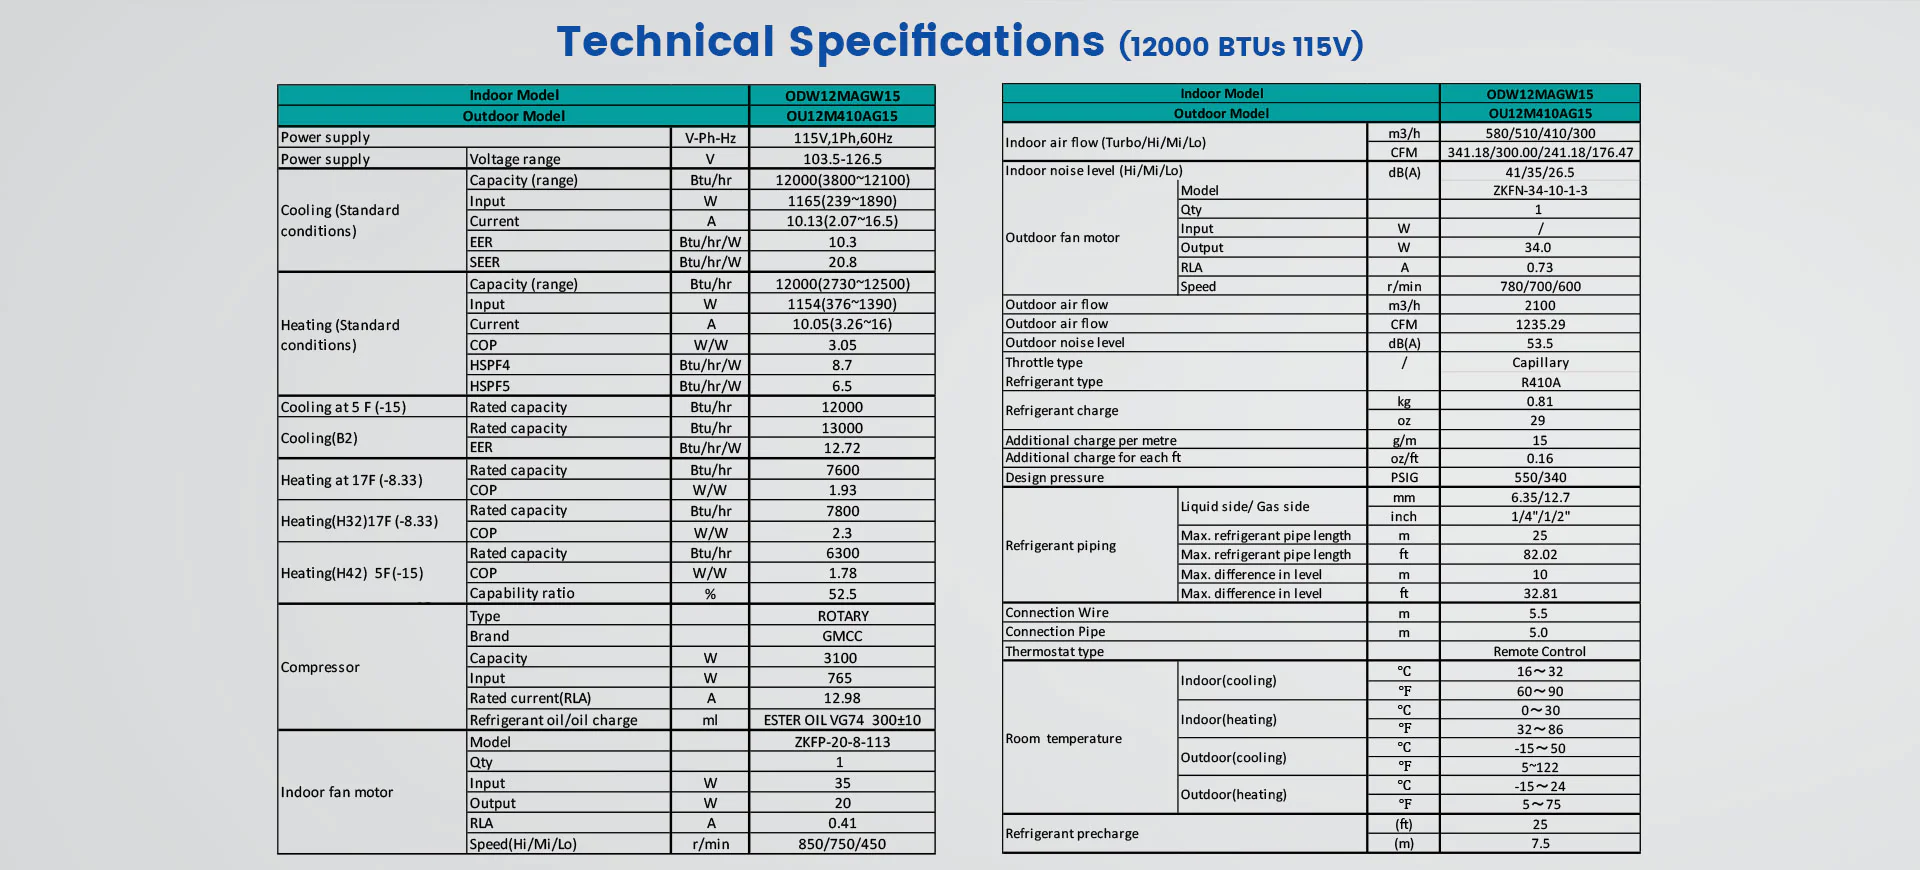 Technical Specifications (12000 BTUs 115V)
Indoor Model ODW12MAGW15
Outdoor Model OU12M410AG15
Power supply V-Ph-Hz 115V,1Ph,60Hz
Power supply Voltage range V 103.5-126.5
Cooling (Standard conditions)
Capacity (range) Btu/hr 12000(3800~12100)
Input W 1165(239~1890)
Current A 10.13(2.07~16.5)
EER Btu/hr/W 10.3
SEER Btu/hr/W 20.8
Heating (Standard conditions)
Capacity (range) Btu/hr 12000(2730~12500)
Input W 1154(376~1390)
Current A 10.05(3.26~16)
COP W/W 3.05
HSPF4 Btu/hr/W 8.7
HSPF5 Btu/hr/W 6.5
Cooling at 5 F (-15) Rated capacity Btu/hr 12000
Cooling(B2)
Rated capacity Btu/hr 13000
EER Btu/hr/W 12.72
Heating at 17F (-8.33)
Rated capacity Btu/hr 7600
COP W/W 1.93
Heating(H32)17F (-8.33)
Rated capacity Btu/hr 7800
COP W/W 2.3
Heating(H42) 5F(-15)
Rated capacity Btu/hr 6300
COP W/W 1.78
Capability ratio % 52.5
Compressor
Type ROTARY
Brand GMCC
Capacity W 3100
Input W 765
Rated current(RLA) A 12.98
Refrigerant oil/oil charge ml ESTER OIL VG74 300±10
Indoor fan motor
Model ZKFP-20-8-113
Qty 1
Input W 35
Output W 20
RLA A 0.41
Speed(Hi/Mi/Lo) r/min 850/750/450
Indoor Model ODW12MAGW15
Outdoor Model OU12M410AG15
Indoor air flow (Turbo/Hi/Mi/Lo)
m3/h 580/510/410/300
CFM 341.18/300.00/241.18/176.47
Indoor noise level (Hi/Mi/Lo) dB(A) 41/35/26.5
Outdoor fan motor
Model ZKFN-34-10-1-3
Qty 1
Input W /
Output W 34.0
RLA A 0.73
Speed r/min 780/700/600
Outdoor air flow m3/h 2100
Outdoor air flow CFM 1235.29
Outdoor noise level dB(A) 53.5
Throttle type / Capillary
Refrigerant type R410A
Refrigerant charge
kg 0.81
oz 29
Additional charge per metre g/m 15
Additional charge for each ft oz/ft 0.16
Design pressure PSIG 550/340
Refrigerant piping
Liquid side/ Gas side
mm 6.35/12.7
inch 1/4"/1/2"
Max. refrigerant pipe length m 25
Max. refrigerant pipe length ft 82.02
Max. difference in level m 10
Max. difference in level ft 32.81
Connection Wire m 5.5
Connection Pipe m 5.0
Thermostat type Remote Control
Room temperature
Indoor(cooling)
℃ 16～32
℉ 60～90
Indoor(heating)
℃ 0～30
℉ 32～86
Outdoor(cooling)
℃ -15～50
℉ 5~122
Outdoor(heating)
℃ -15～24
℉ 5～75
Refrigerant precharge
(ft) 25
(m) 7.5